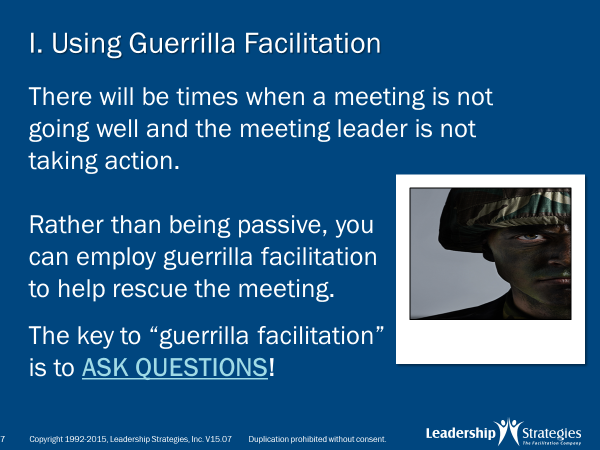 I. Using Guerrilla Facilitation
There will be times when a meeting is not
going well and the meeting leader is not
taking action.
Rather than being passive, you
can employ guerrilla facilitation
to help rescue the meeting.
The key to “guerrilla facilitation”
is to ASK QUESTIONS!
7 Copyright 1992-2015, Leadership Strategies, Inc. V15.07 Duplication prohibited without consent.
Leadership Strategies
The Facilitation Company